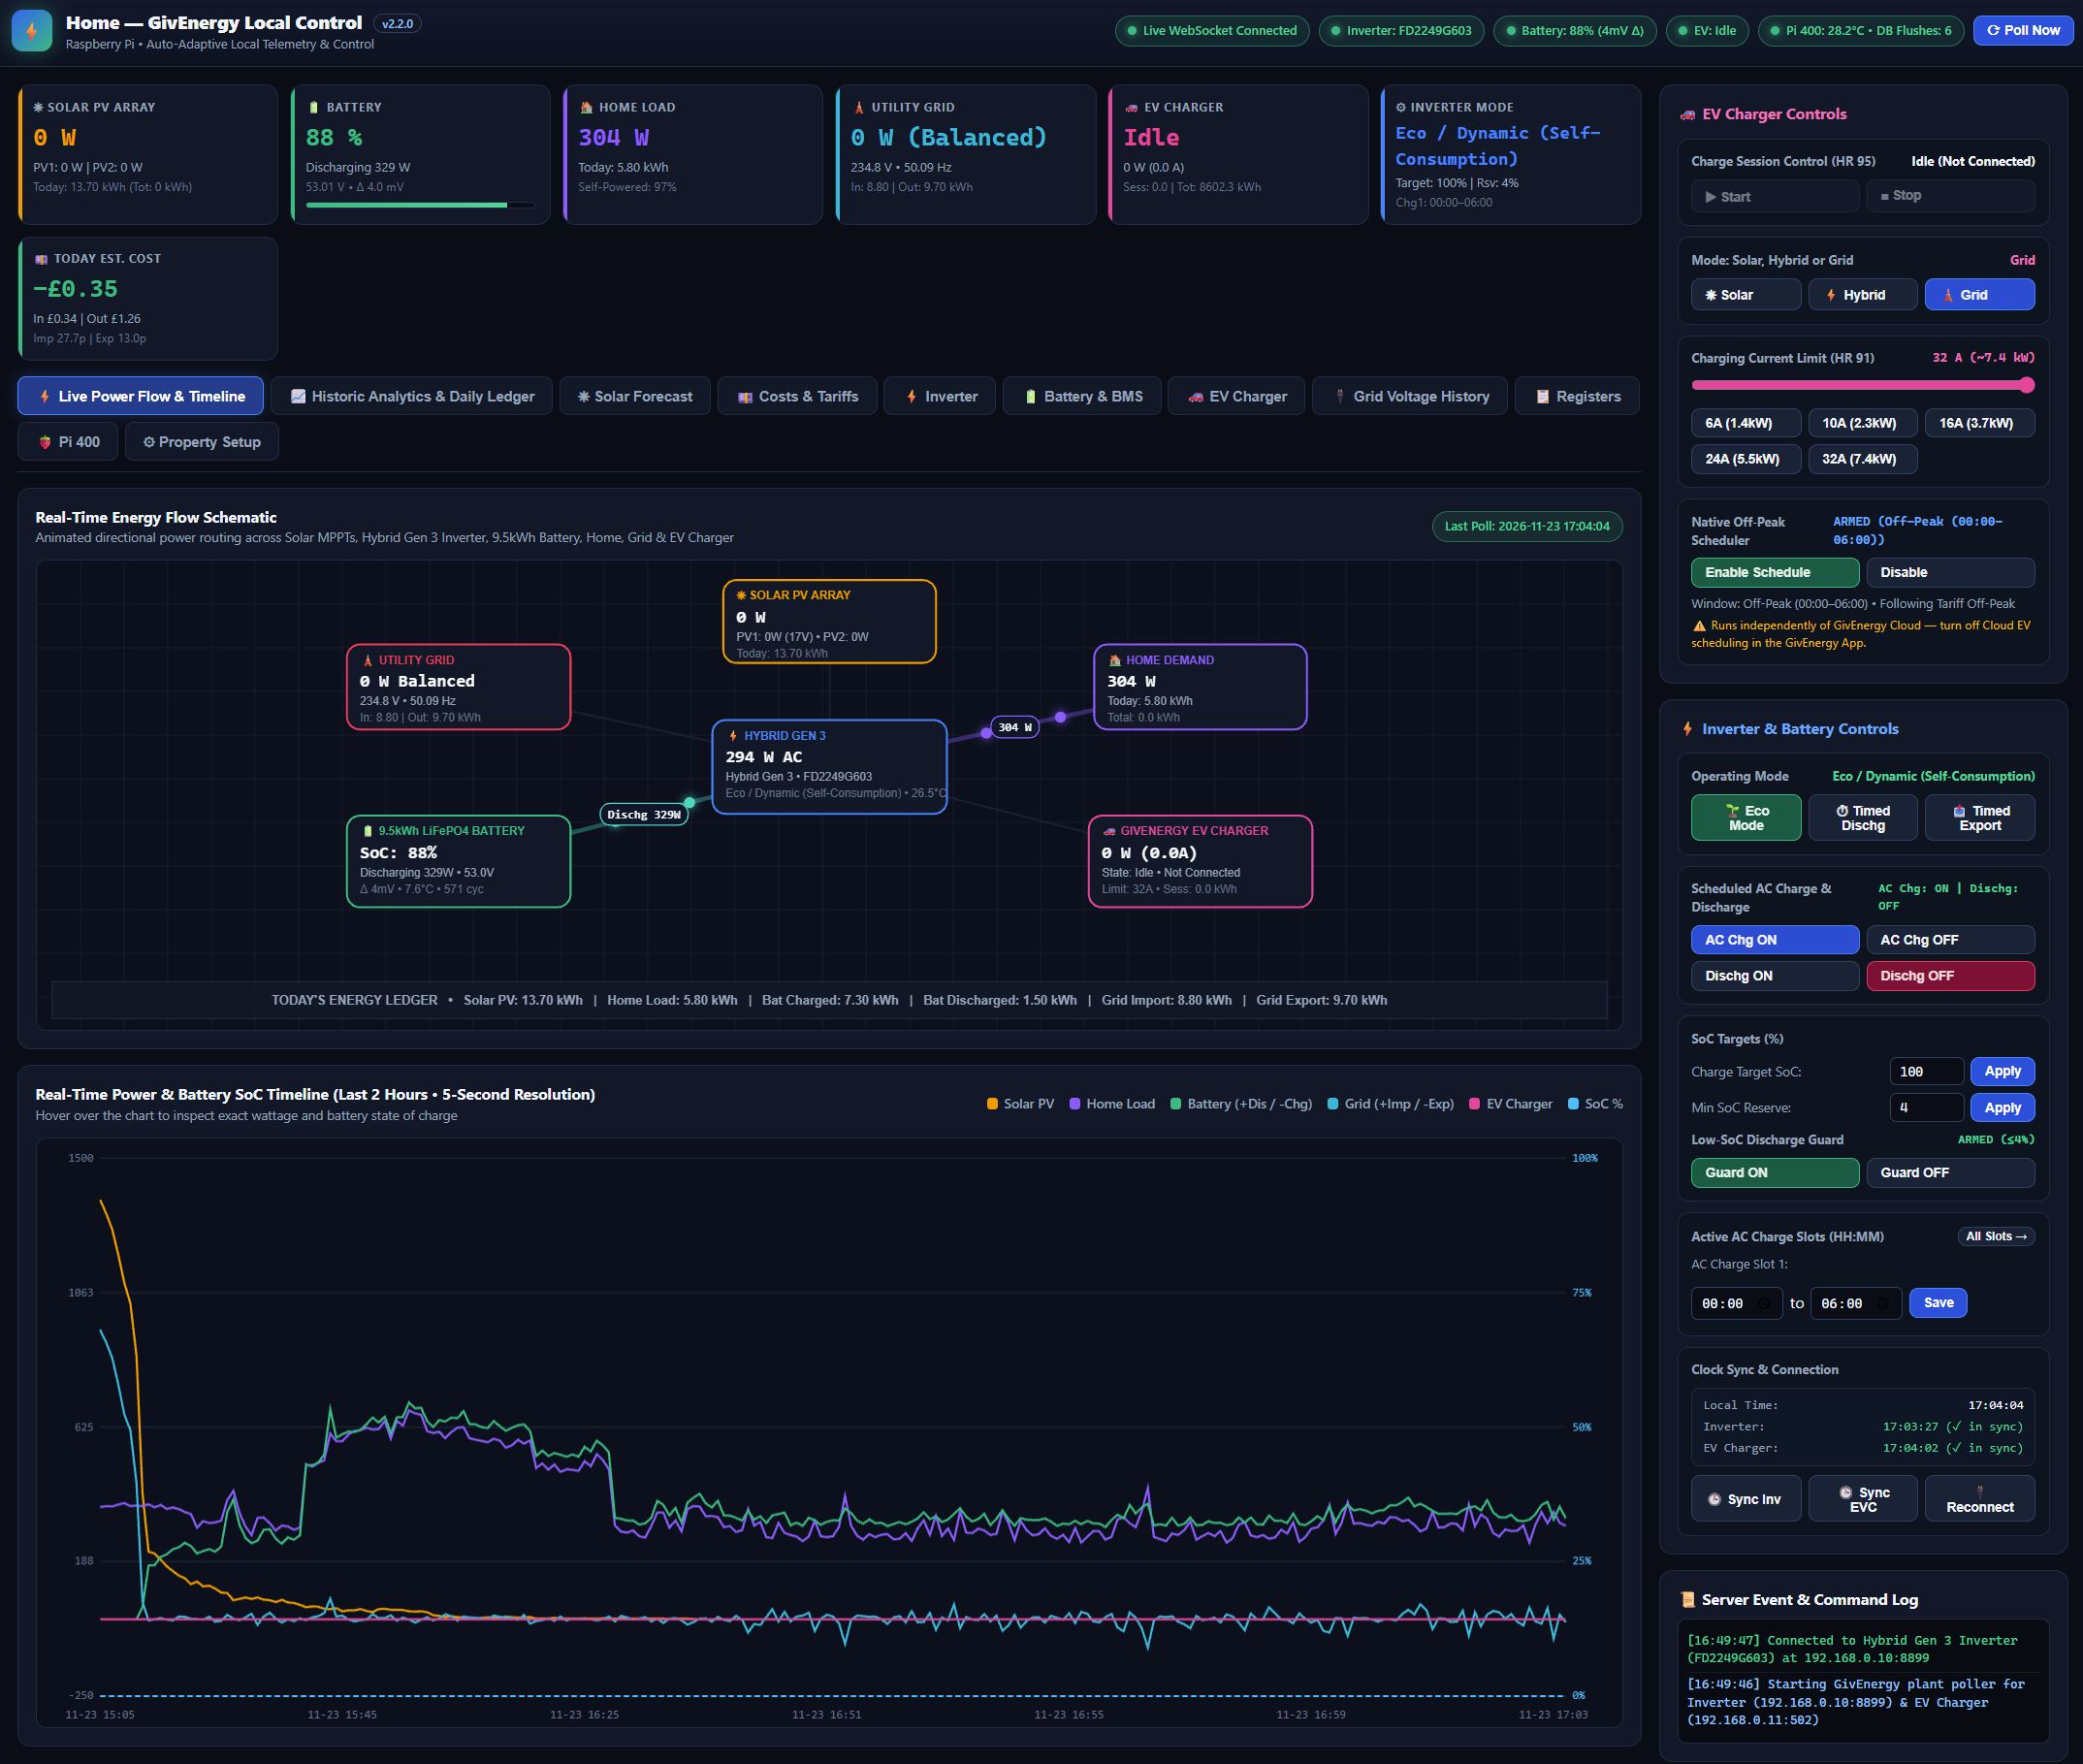 Home — GivEnergy Local Control v2.2.0
Raspberry Pi • Auto-Adaptive Local Telemetry & Control
Live WebSocket Connected
Inverter: FD2249G603
Battery: 88% (4mV Δ)
EV: Idle
Pi 400: 28.2°C • DB Flushes: 6
Poll Now
SOLAR PV ARRAY
0 W
PV1: 0 W | PV2: 0 W
Today: 13.70 kWh (Tot: 0 kWh)
BATTERY
88 %
Discharging 329 W
53.01 V • Δ 4.0 mV
HOME LOAD
304 W
Today: 5.80 kWh
Self-Powered: 97%
UTILITY GRID
0 W (Balanced)
234.8 V • 50.09 Hz
In: 8.80 | Out: 9.70 kWh
EV CHARGER
Idle
0 W (0.0 A)
Sess: 0.0 | Tot: 8602.3 kWh
INVERTER MODE
Eco / Dynamic (Self-
Consumption)
Target: 100% | Rsv: 4%
Chg1: 00:00–06:00
TODAY EST. COST
−£0.35
In £0.34 | Out £1.26
Imp 27.7p | Exp 13.0p
Live Power Flow & Timeline
Historic Analytics & Daily Ledger
Solar Forecast
Costs & Tariffs
Inverter
Battery & BMS
EV Charger
Grid Voltage History
Registers
Pi 400
Property Setup
Real-Time Energy Flow Schematic
Animated directional power routing across Solar MPPTs, Hybrid Gen 3 Inverter, 9.5kWh Battery, Home, Grid & EV Charger
Last Poll: 2026-11-23 17:04:04
SOLAR PV ARRAY
0 W
PV1: 0W (17V) • PV2: 0W
Today: 13.70 kWh
UTILITY GRID
0 W Balanced
234.8 V • 50.09 Hz
In: 8.80 | Out: 9.70 kWh
HOME DEMAND
304 W
Today: 5.80 kWh
Total: 0.0 kWh
HYBRID GEN 3
294 W AC
Hybrid Gen 3 • FD2249G603
Eco / Dynamic (Self-Consumption) • 26.5°C
304 W
Dischg 329W
9.5kWh LiFePO4 BATTERY
SoC: 88%
Discharging 329W • 53.0V
Δ 4mV • 7.6°C • 571 cyc
GIVENERGY EV CHARGER
0 W (0.0A)
State: Idle • Not Connected
Limit: 32A • Sess: 0.0 kWh
TODAY'S ENERGY LEDGER • Solar PV: 13.70 kWh | Home Load: 5.80 kWh | Bat Charged: 7.30 kWh | Bat Discharged: 1.50 kWh | Grid Import: 8.80 kWh | Grid Export: 9.70 kWh
Real-Time Power & Battery SoC Timeline (Last 2 Hours • 5-Second Resolution)
Hover over the chart to inspect exact wattage and battery state of charge
Solar PV
Home Load
Battery (+Dis / -Chg)
Grid (+Imp / -Exp)
EV Charger
SoC %
1500 100%
1063 75%
625 50%
188 25%
-250 0%
11-23 15:05 11-23 15:45 11-23 16:25 11-23 16:51 11-23 16:55 11-23 16:59 11-23 17:03
EV Charger Controls
Charge Session Control (HR 95) Idle (Not Connected)
▶ Start
■ Stop
Mode: Solar, Hybrid or Grid Grid
Solar
Hybrid
Grid
Charging Current Limit (HR 91) 32 A (~7.4 kW)
6A (1.4kW)
10A (2.3kW)
16A (3.7kW)
24A (5.5kW)
32A (7.4kW)
Native Off-Peak
Scheduler
ARMED (Off-Peak (00:00–
06:00))
Enable Schedule
Disable
Window: Off-Peak (00:00–06:00) • Following Tariff Off-Peak
⚠ Runs independently of GivEnergy Cloud — turn off Cloud EV
scheduling in the GivEnergy App.
Inverter & Battery Controls
Operating Mode Eco / Dynamic (Self-Consumption)
Eco
Mode
Timed
Dischg
Timed
Export
Scheduled AC Charge &
Discharge
AC Chg: ON | Dischg:
OFF
AC Chg ON
AC Chg OFF
Dischg ON
Dischg OFF
SoC Targets (%)
Charge Target SoC: 100 Apply
Min SoC Reserve: 4 Apply
Low-SoC Discharge Guard ARMED (≤4%)
Guard ON
Guard OFF
Active AC Charge Slots (HH:MM) All Slots →
AC Charge Slot 1:
00:00 to 06:00 Save
Clock Sync & Connection
Local Time: 17:04:04
Inverter: 17:03:27 (✓ in sync)
EV Charger: 17:04:02 (✓ in sync)
Sync Inv
Sync
EVC
Reconnect
Server Event & Command Log
[16:49:47] Connected to Hybrid Gen 3 Inverter
(FD2249G603) at 192.168.0.10:8899
[16:49:46] Starting GivEnergy plant poller for
Inverter (192.168.0.10:8899) & EV Charger
(192.168.0.11:502)